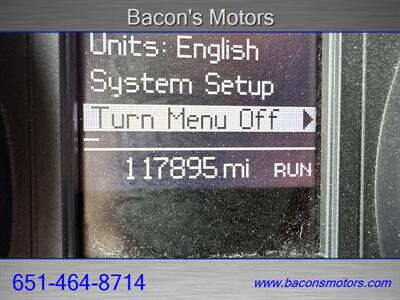 Bacon's Motors
Units: English
System Setup
Turn Menu Off
117895 mi RUN
651-464-8714 www.baconsmotors.com